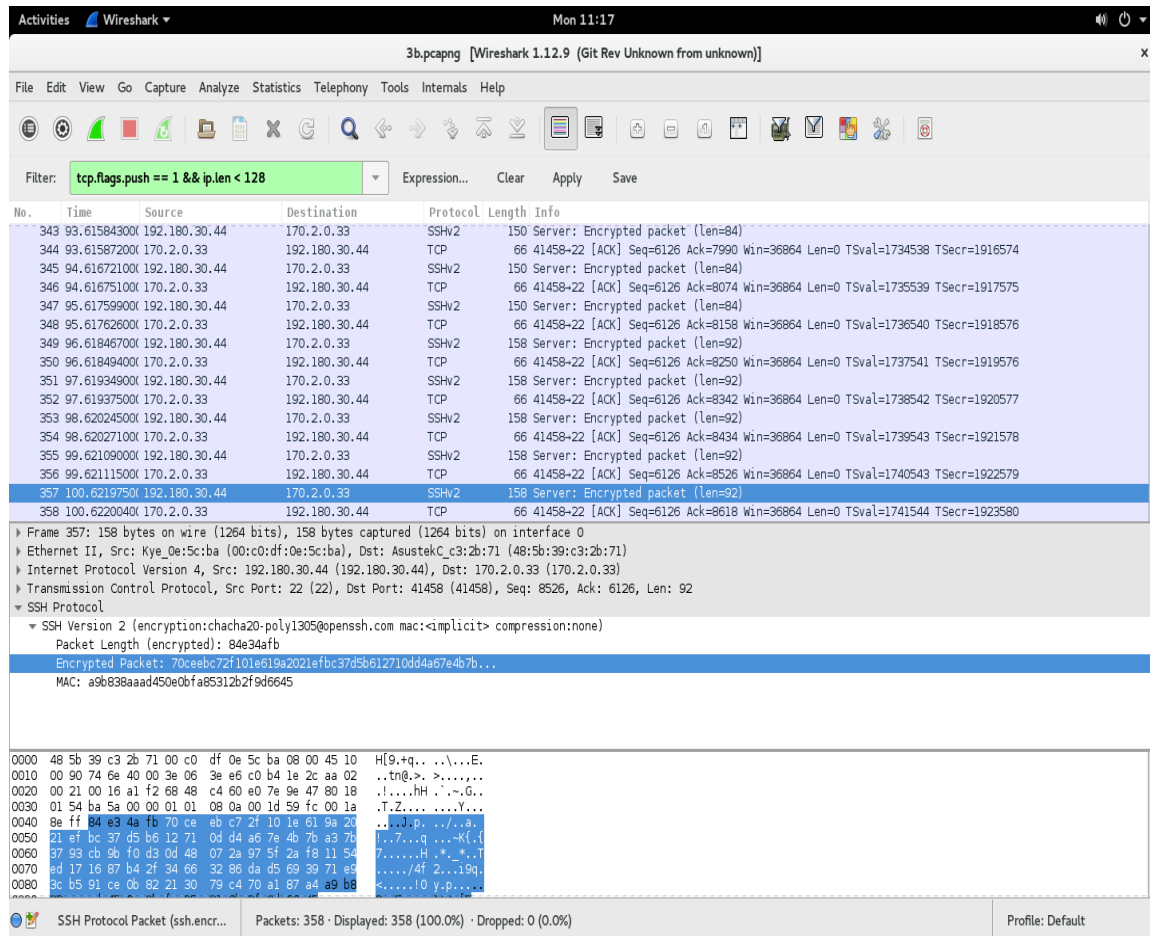 Activities Wireshark ▾ Mon 11:17
3b.pcapng [Wireshark 1.12.9 (Git Rev Unknown from unknown)] x
File Edit View Go Capture Analyze Statistics Telephony Tools Internals Help
Filter: tcp.flags.push == 1 && ip.len < 128 Expression... Clear Apply Save
No. Time Source Destination Protocol Length Info
343 93.615843000 192.180.30.44 170.2.0.33 SSHv2 150 Server: Encrypted packet (len=84)
344 93.615872000 170.2.0.33 192.180.30.44 TCP 66 41458→22 [ACK] Seq=6126 Ack=7990 Win=36864 Len=0 TSval=1734538 TSecr=1916574
345 94.616721000 192.180.30.44 170.2.0.33 SSHv2 150 Server: Encrypted packet (len=84)
346 94.616751000 170.2.0.33 192.180.30.44 TCP 66 41458→22 [ACK] Seq=6126 Ack=8074 Win=36864 Len=0 TSval=1735539 TSecr=1917575
347 95.617599000 192.180.30.44 170.2.0.33 SSHv2 150 Server: Encrypted packet (len=84)
348 95.617626000 170.2.0.33 192.180.30.44 TCP 66 41458→22 [ACK] Seq=6126 Ack=8158 Win=36864 Len=0 TSval=1736540 TSecr=1918576
349 96.618467000 192.180.30.44 170.2.0.33 SSHv2 158 Server: Encrypted packet (len=92)
350 96.618494000 170.2.0.33 192.180.30.44 TCP 66 41458→22 [ACK] Seq=6126 Ack=8250 Win=36864 Len=0 TSval=1737541 TSecr=1919576
351 97.619349000 192.180.30.44 170.2.0.33 SSHv2 158 Server: Encrypted packet (len=92)
352 97.619375000 170.2.0.33 192.180.30.44 TCP 66 41458→22 [ACK] Seq=6126 Ack=8342 Win=36864 Len=0 TSval=1738542 TSecr=1920577
353 98.620245000 192.180.30.44 170.2.0.33 SSHv2 158 Server: Encrypted packet (len=92)
354 98.620271000 170.2.0.33 192.180.30.44 TCP 66 41458→22 [ACK] Seq=6126 Ack=8434 Win=36864 Len=0 TSval=1739543 TSecr=1921578
355 99.621090000 192.180.30.44 170.2.0.33 SSHv2 158 Server: Encrypted packet (len=92)
356 99.621115000 170.2.0.33 192.180.30.44 TCP 66 41458→22 [ACK] Seq=6126 Ack=8526 Win=36864 Len=0 TSval=1740543 TSecr=1922579
357 100.62197500 192.180.30.44 170.2.0.33 SSHv2 158 Server: Encrypted packet (len=92)
358 100.62200400 170.2.0.33 192.180.30.44 TCP 66 41458→22 [ACK] Seq=6126 Ack=8618 Win=36864 Len=0 TSval=1741544 TSecr=1923580
Frame 357: 158 bytes on wire (1264 bits), 158 bytes captured (1264 bits) on interface 0
Ethernet II, Src: Kye_0e:5c:ba (00:c0:df:0e:5c:ba), Dst: AsustekC_c3:2b:71 (48:5b:39:c3:2b:71)
Internet Protocol Version 4, Src: 192.180.30.44 (192.180.30.44), Dst: 170.2.0.33 (170.2.0.33)
Transmission Control Protocol, Src Port: 22 (22), Dst Port: 41458 (41458), Seq: 8526, Ack: 6126, Len: 92
SSH Protocol
SSH Version 2 (encryption:chacha20-poly1305@openssh.com mac:<implicit> compression:none)
Packet Length (encrypted): 84e34afb
Encrypted Packet: 70ceebc72f101e619a2021efbc37d5b612710dd4a67e4b7b...
MAC: a9b838aaad450e0bfa85312b2f9d6645
0000 48 5b 39 c3 2b 71 00 c0 df 0e 5c ba 08 00 45 10 H[9.+q.. ..\...E.
0010 00 90 74 6e 40 00 3e 06 3e e6 c0 b4 1e 2c aa 02 ..tn@.>. >....,..
0020 00 21 00 16 a1 f2 68 48 c4 60 e0 7e 9e 47 80 18 .!....hH .`.~.G..
0030 01 54 ba 5a 00 00 01 01 08 0a 00 1d 59 fc 00 1a .T.Z.... ....Y...
0040 8e ff 84 e3 4a fb 70 ce eb c7 2f 10 1e 61 9a 20 ....J.p. ../..a.
0050 21 ef bc 37 d5 b6 12 71 0d d4 a6 7e 4b 7b a3 7b !..7...q ...~K{.{
0060 37 93 cb 9b f0 d3 0d 48 07 2a 97 5f 2a f8 11 54 7......H .*._*..T
0070 ed 17 16 87 b4 2f 34 66 32 86 da d5 69 39 71 e9 ...../4f 2...i9q.
0080 3c b5 91 ce 0b 82 21 30 79 c4 70 a1 87 a4 a9 b8 <.....!0 y.p.....
SSH Protocol Packet (ssh.encr... Packets: 358 · Displayed: 358 (100.0%) · Dropped: 0 (0.0%) Profile: Default